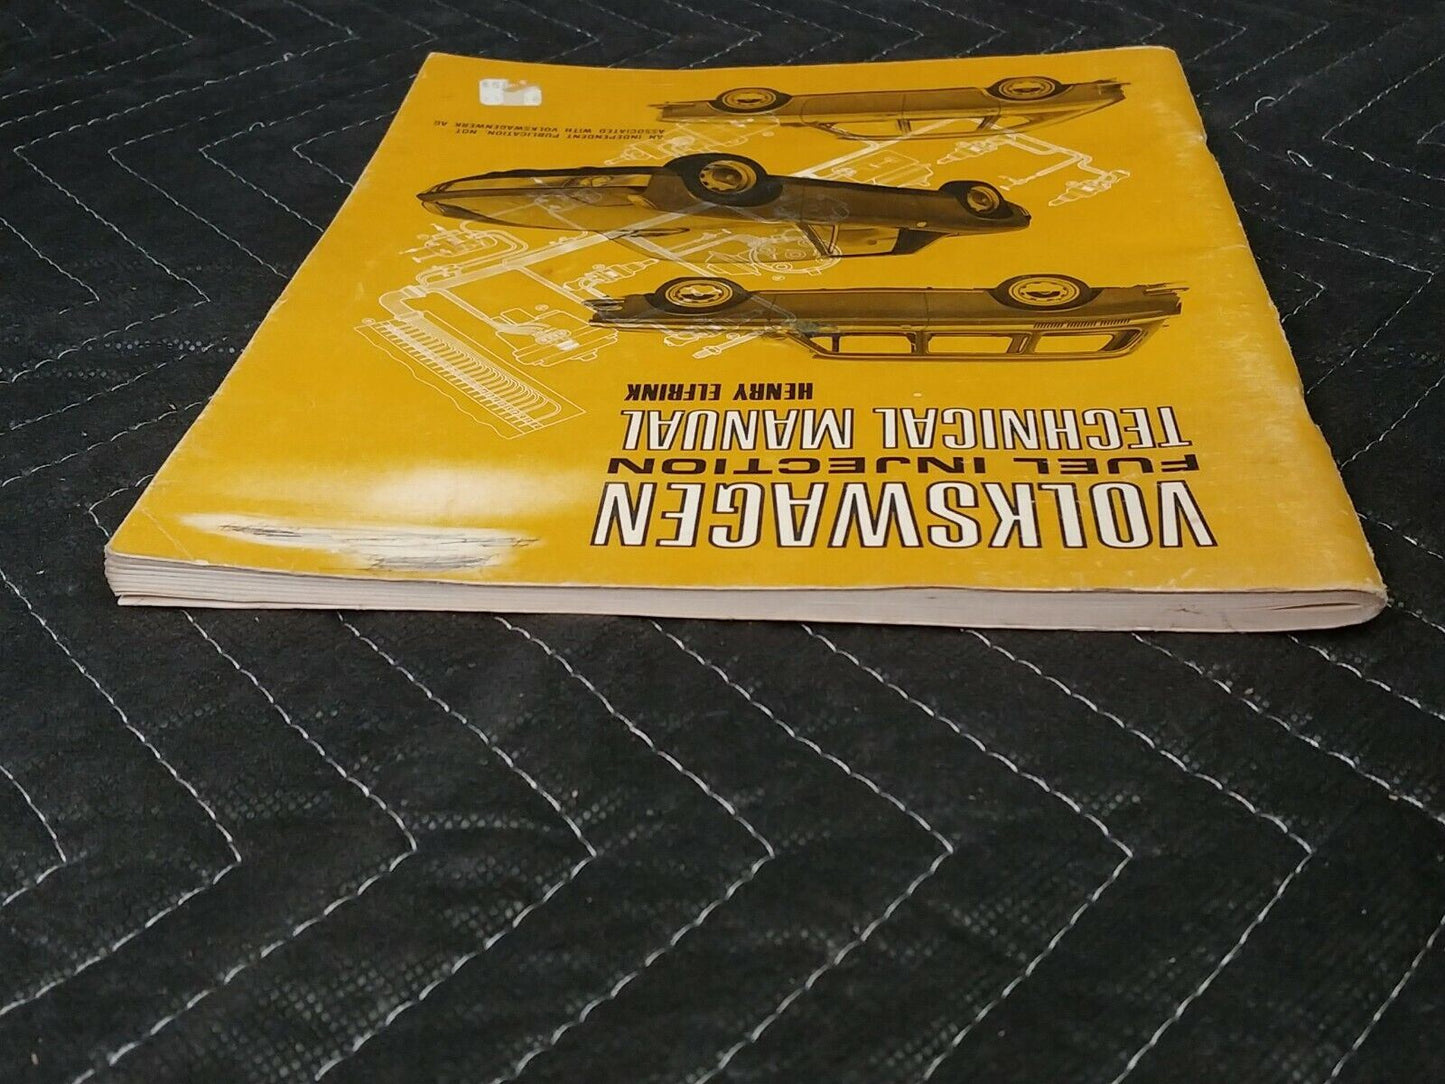 VOLKSWAGEN
FUEL INJECTION
TECHNICAL MANUAL
HENRY ELFRINK
AN INDEPENDENT PUBLICATION, NOT
ASSOCIATED WITH VOLKSWAGENWERK AG